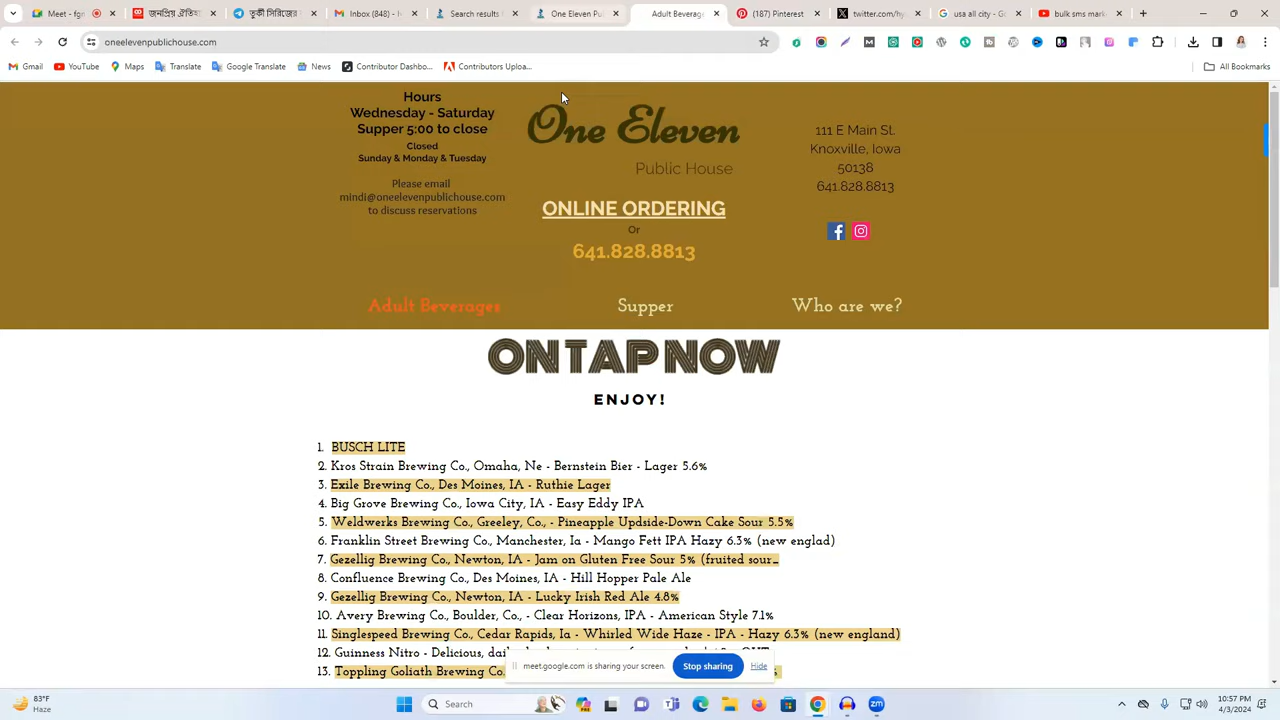 Meet - fg
তাপমাত্রা
দুষ্টু পিরিতের
Inbox (848) -
Search results
One Eleven P
Adult Beverag
(187) Pinterest
twitter.com/hy
usa all city - G
bulk sms mark
oneelevenpublichouse.com
Gmail
YouTube
Maps
Translate
Google Translate
News
Contributor Dashbo...
Contributors Uploa...
All Bookmarks
Hours
Wednesday - Saturday
Supper 5:00 to close
Closed
Sunday & Monday & Tuesday
Please email
mindi@oneelevenpublichouse.com
to discuss reservations
One Eleven
Public House
ONLINE ORDERING
Or
641.828.8813
111 E Main St.
Knoxville, Iowa
50138
641.828.8813
Adult Beverages
Supper
Who are we?
ON TAP NOW
ENJOY!
1. BUSCH LITE
2. Kros Strain Brewing Co., Omaha, Ne - Bernstein Bier - Lager 5.6%
3. Exile Brewing Co., Des Moines, IA - Ruthie Lager
4. Big Grove Brewing Co., Iowa City, IA - Easy Eddy IPA
5. Weldwerks Brewing Co., Greeley, Co., - Pineapple Updside-Down Cake Sour 5.5%
6. Franklin Street Brewing Co., Manchester, Ia - Mango Fett IPA Hazy 6.3% (new englad)
7. Gezellig Brewing Co., Newton, IA - Jam on Gluten Free Sour 5% (fruited sour...
8. Confluence Brewing Co., Des Moines, IA - Hill Hopper Pale Ale
9. Gezellig Brewing Co., Newton, IA - Lucky Irish Red Ale 4.8%
10. Avery Brewing Co., Boulder, Co., - Clear Horizons, IPA - American Style 7.1%
11. Singlespeed Brewing Co., Cedar Rapids, Ia - Whirled Wide Haze - IPA - Hazy 6.3% (new england)
12. Guinness Nitro - Delicious,
13. Toppling Goliath Brewing Co.
meet.google.com is sharing your screen.
Stop sharing
Hide
83°F
Haze
Search
10:57 PM
4/3/2024